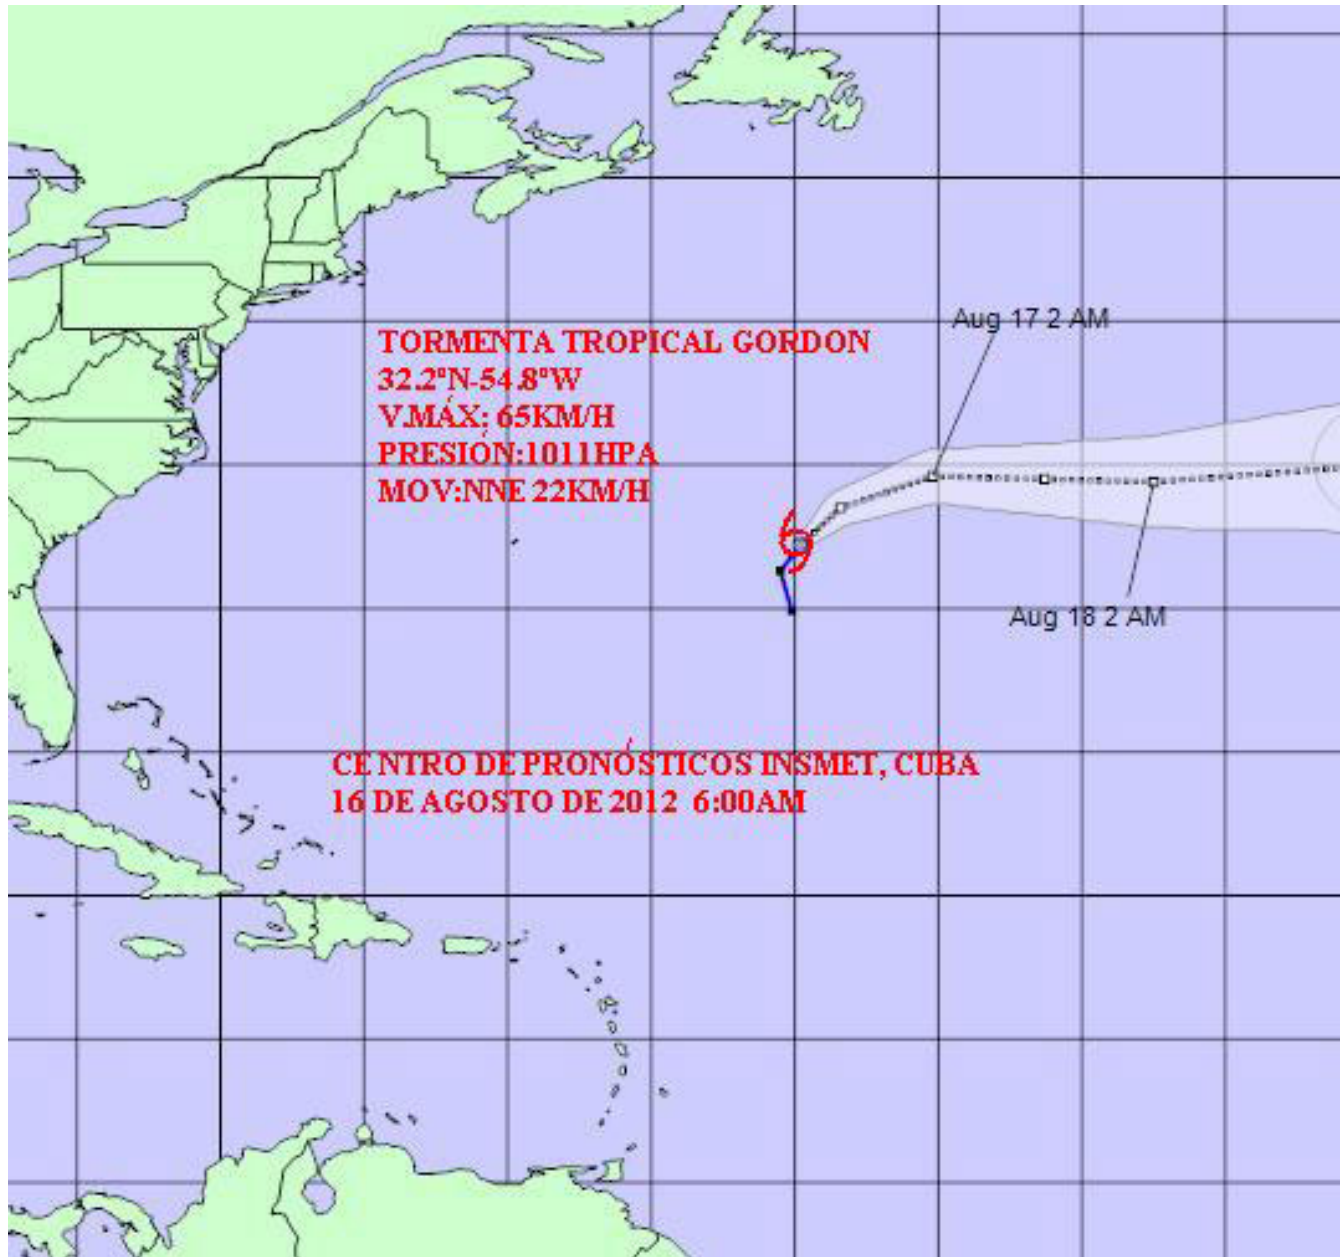 Aug 17 2 AM
TORMENTA TROPICAL GORDON
32.2ºN-54.8ºW
V.MÁX; 65KM/H
PRESIÓN:1011HPA
MOV:NNE 22KM/H
Aug 18 2 AM
CENTRO DE PRONÓSTICOS INSMET, CUBA
16 DE AGOSTO DE 2012 6:00AM